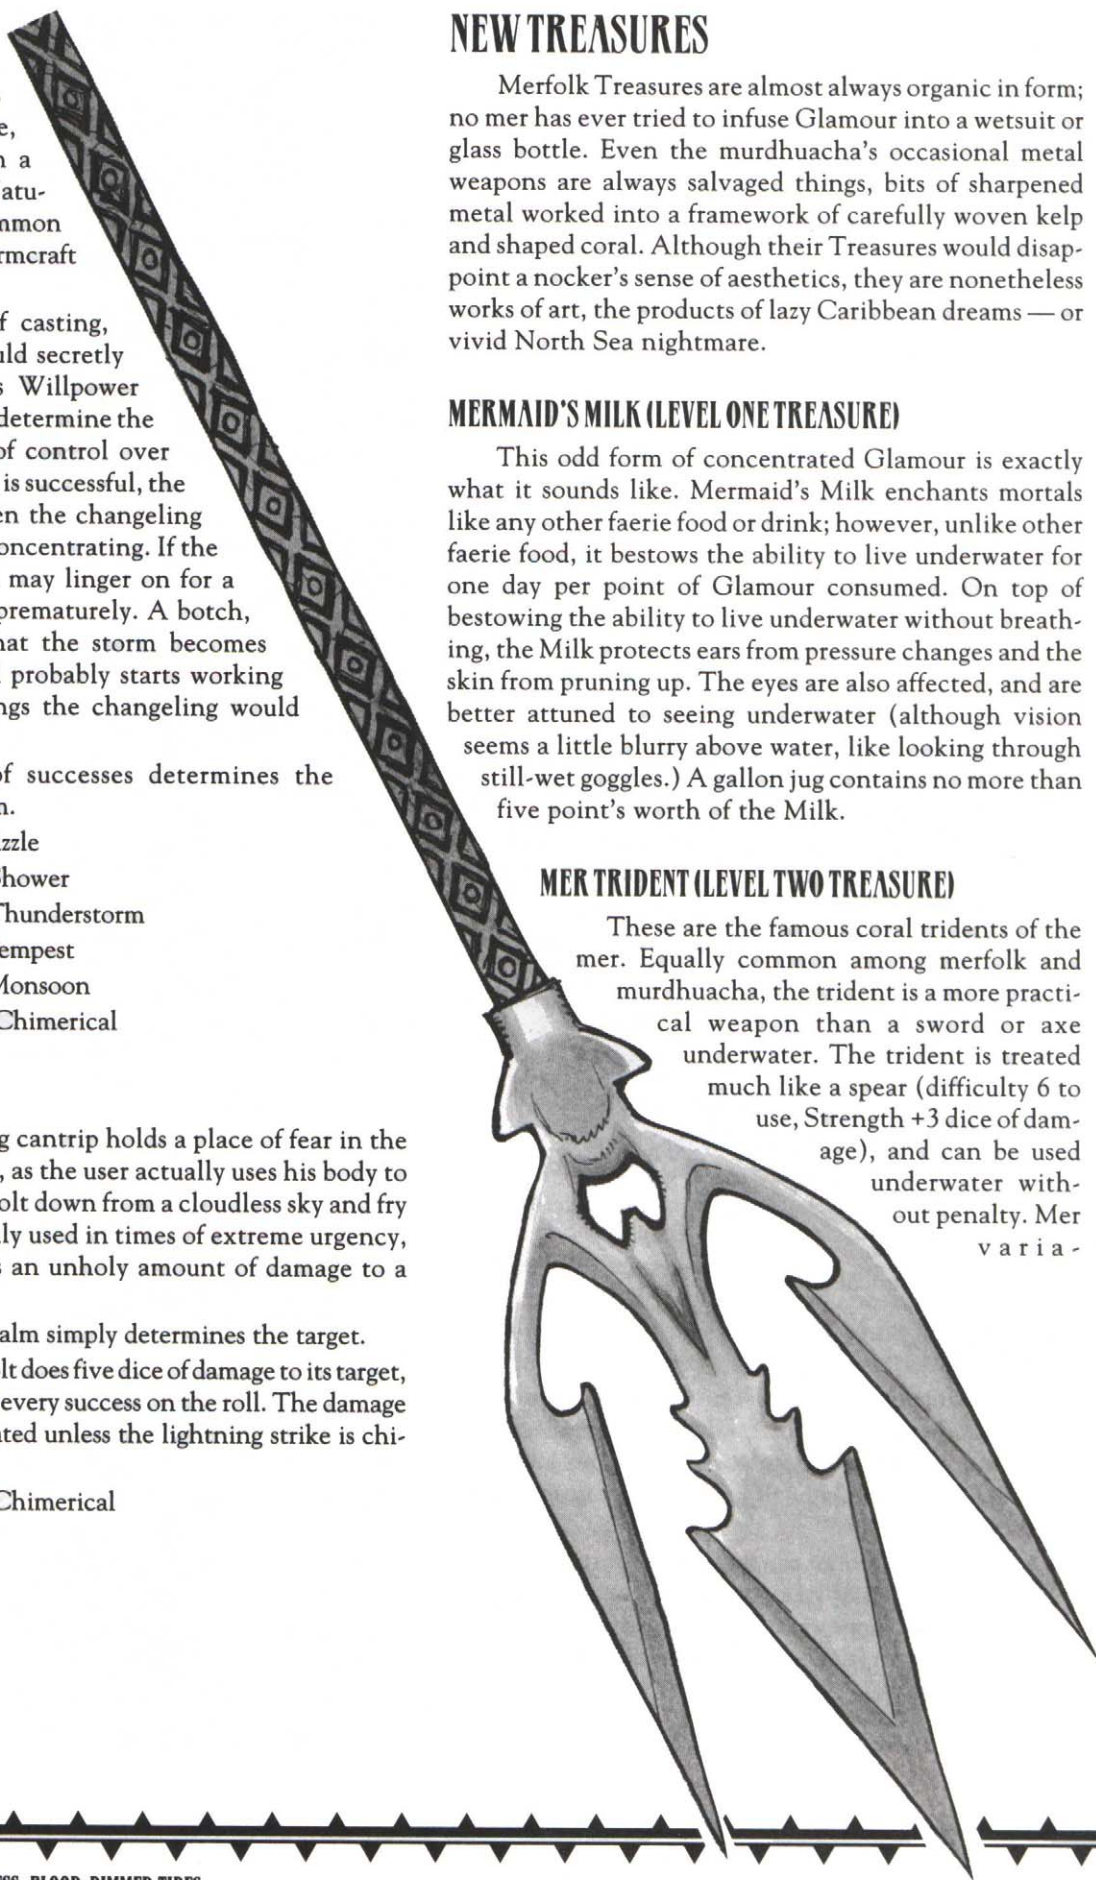 e,
n a
atu-
mmon
rmcraft
f casting,
uld secretly
s Willpower
determine the
of control over
is successful, the
en the changeling
oncentrating. If the
may linger on for a
prematurely. A botch,
hat the storm becomes
probably starts working
ngs the changeling would
of successes determines the
n.
zzle
Shower
Thunderstorm
empest
Monsoon
Chimerical
g cantrip holds a place of fear in the
, as the user actually uses his body to
olt down from a cloudless sky and fry
ly used in times of extreme urgency,
s an unholy amount of damage to a
alm simply determines the target.
lt does five dice of damage to its target,
every success on the roll. The damage
ated unless the lightning strike is chi-
Chimerical
NEW TREASURES
Merfolk Treasures are almost always organic in form;
no mer has ever tried to infuse Glamour into a wetsuit or
glass bottle. Even the murdhuacha's occasional metal
weapons are always salvaged things, bits of sharpened
metal worked into a framework of carefully woven kelp
and shaped coral. Although their Treasures would disap-
point a nocker's sense of aesthetics, they are nonetheless
works of art, the products of lazy Caribbean dreams — or
vivid North Sea nightmare.
MERMAID'S MILK (LEVEL ONE TREASURE)
This odd form of concentrated Glamour is exactly
what it sounds like. Mermaid's Milk enchants mortals
like any other faerie food or drink; however, unlike other
faerie food, it bestows the ability to live underwater for
one day per point of Glamour consumed. On top of
bestowing the ability to live underwater without breath-
ing, the Milk protects ears from pressure changes and the
skin from pruning up. The eyes are also affected, and are
better attuned to seeing underwater (although vision
seems a little blurry above water, like looking through
still-wet goggles.) A gallon jug contains no more than
five point's worth of the Milk.
MER TRIDENT (LEVEL TWO TREASURE)
These are the famous coral tridents of the
mer. Equally common among merfolk and
murdhuacha, the trident is a more practi-
cal weapon than a sword or axe
underwater. The trident is treated
much like a spear (difficulty 6 to
use, Strength +3 dice of dam-
age), and can be used
underwater with-
out penalty. Mer
varia-